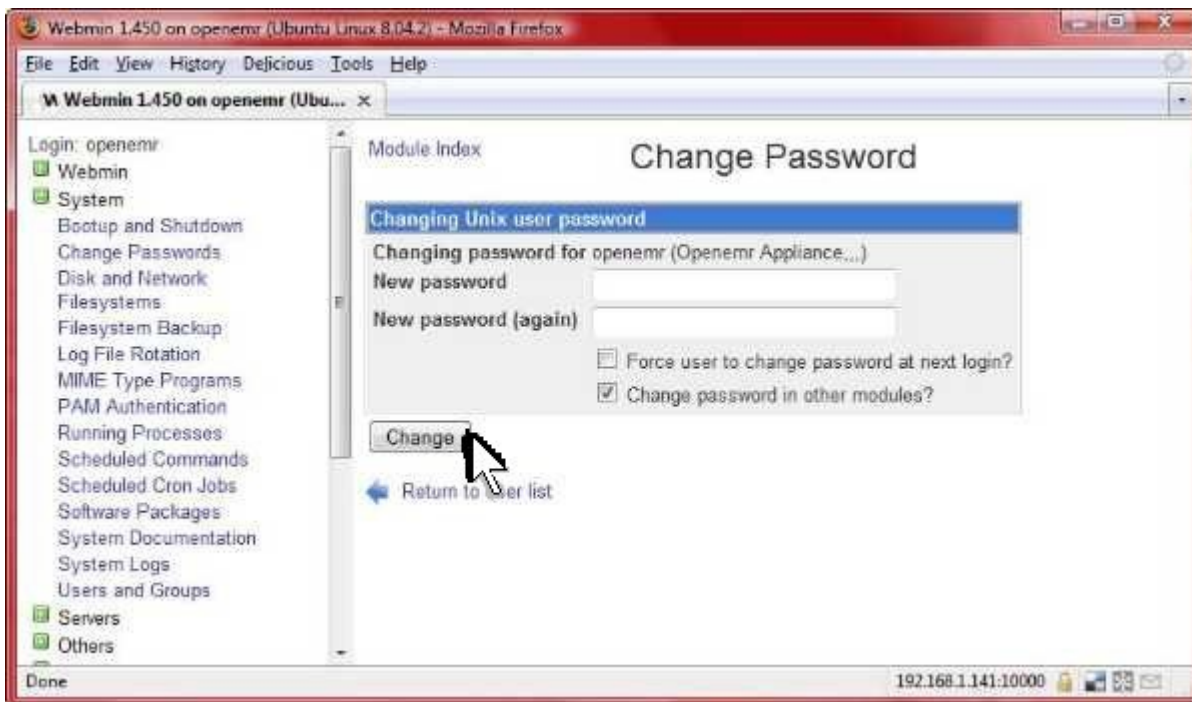 Webmin 1.450 on openemr (Ubuntu Linux 8.04.2) - Mozilla Firefox
File Edit View History Delicious Tools Help
Webmin 1.450 on openemr (Ubu...
Login: openemr
Webmin
System
Bootup and Shutdown
Change Passwords
Disk and Network
Filesystems
Filesystem Backup
Log File Rotation
MIME Type Programs
PAM Authentication
Running Processes
Scheduled Commands
Scheduled Cron Jobs
Software Packages
System Documentation
System Logs
Users and Groups
Servers
Others
Module Index
Change Password
Changing Unix user password
Changing password for openemr (Openemr Appliance,,,)
New password
New password (again)
Force user to change password at next login?
Change password in other modules?
Change
Return to user list
Done
192.168.1.141:10000